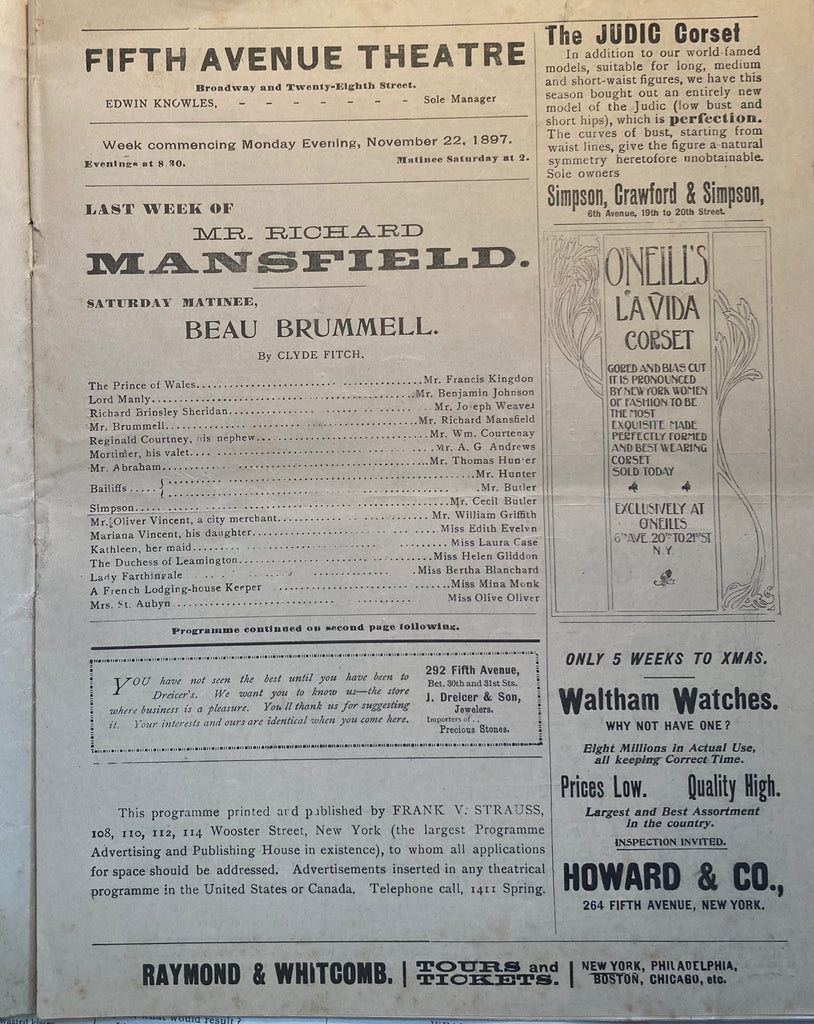 FIFTH AVENUE THEATRE
Broadway and Twenty-Eighth Street.
EDWIN KNOWLES, - - - - - - - Sole Manager
Week commencing Monday Evening, November 22, 1897.
Evenings at 8 30. Matinee Saturday at 2.
LAST WEEK OF
MR. RICHARD
MANSFIELD.
SATURDAY MATINEE,
BEAU BRUMMELL.
By CLYDE FITCH.
The Prince of Wales.......... Mr. Francis Kingdon
Lord Manly.......... Mr. Benjamin Johnson
Richard Brinsley Sheridan.......... Mr. Jo eph Weaver
Mr. Brummell.......... Mr. Richard Mansfield
Reginald Courtney, his nephew.......... Mr. Wm. Courtenay
Mortimer, his valet.......... Mr. A. G Andrews
Mr. Abraham.......... Mr. Thomas Hunter
Bailiffs..... { .......... Mr. Hunter
.......... Mr. Butler
Simpson.......... Mr. Cecil Butler
Mr. Oliver Vincent, a city merchant.......... Mr. William Griffith
Mariana Vincent, his daughter.......... Miss Edith Evelyn
Kathleen, her maid.......... Miss Laura Case
The Duchess of Leamington.......... Miss Helen Gliddon
Lady Farthingale.......... Miss Bertha Blanchard
A French Lodging-house Keeper.......... Miss Mina Monk
Mrs. St. Aubyn.......... Miss Olive Oliver
Programme continued on second page following.
YOU have not seen the best until you have been to
Dreicer's. We want you to know us—the store
where business is a pleasure. You'll thank us for suggesting
it. Your interests and ours are identical when you come here.
292 Fifth Avenue,
Bet. 30th and 31st Sts.
J. Dreicer & Son,
Jewelers.
Importers of . .
Precious Stones.
This programme printed and published by FRANK V. STRAUSS,
108, 110, 112, 114 Wooster Street, New York (the largest Programme
Advertising and Publishing House in existence), to whom all applications
for space should be addressed. Advertisements inserted in any theatrical
programme in the United States or Canada. Telephone call, 1411 Spring.
The JUDIC Corset
In addition to our world-famed
models, suitable for long, medium
and short-waist figures, we have this
season bought out an entirely new
model of the Judic (low bust and
short hips), which is perfection.
The curves of bust, starting from
waist lines, give the figure a natural
symmetry heretofore unobtainable.
Sole owners
Simpson, Crawford & Simpson,
6th Avenue, 19th to 20th Street.
O'NEILL'S
LA VIDA
CORSET
GORED AND BIAS CUT
IT IS PRONOUNCED
BY NEW YORK WOMEN
OF FASHION TO BE
THE MOST
EXQUISITE MADE
PERFECTLY FORMED
AND BEST WEARING
CORSET
SOLD TODAY
EXCLUSIVELY AT
O'NEILL'S
6TH AVE. 20TH TO 21ST ST
N.Y.
ONLY 5 WEEKS TO XMAS.
Waltham Watches.
WHY NOT HAVE ONE?
Eight Millions in Actual Use,
all keeping Correct Time.
Prices Low. Quality High.
Largest and Best Assortment
in the country.
INSPECTION INVITED.
HOWARD & CO.,
264 FIFTH AVENUE, NEW YORK.
RAYMOND & WHITCOMB. | TOURS and TICKETS. | NEW YORK, PHILADELPHIA,
BOSTON, CHICAGO, etc.
would result?